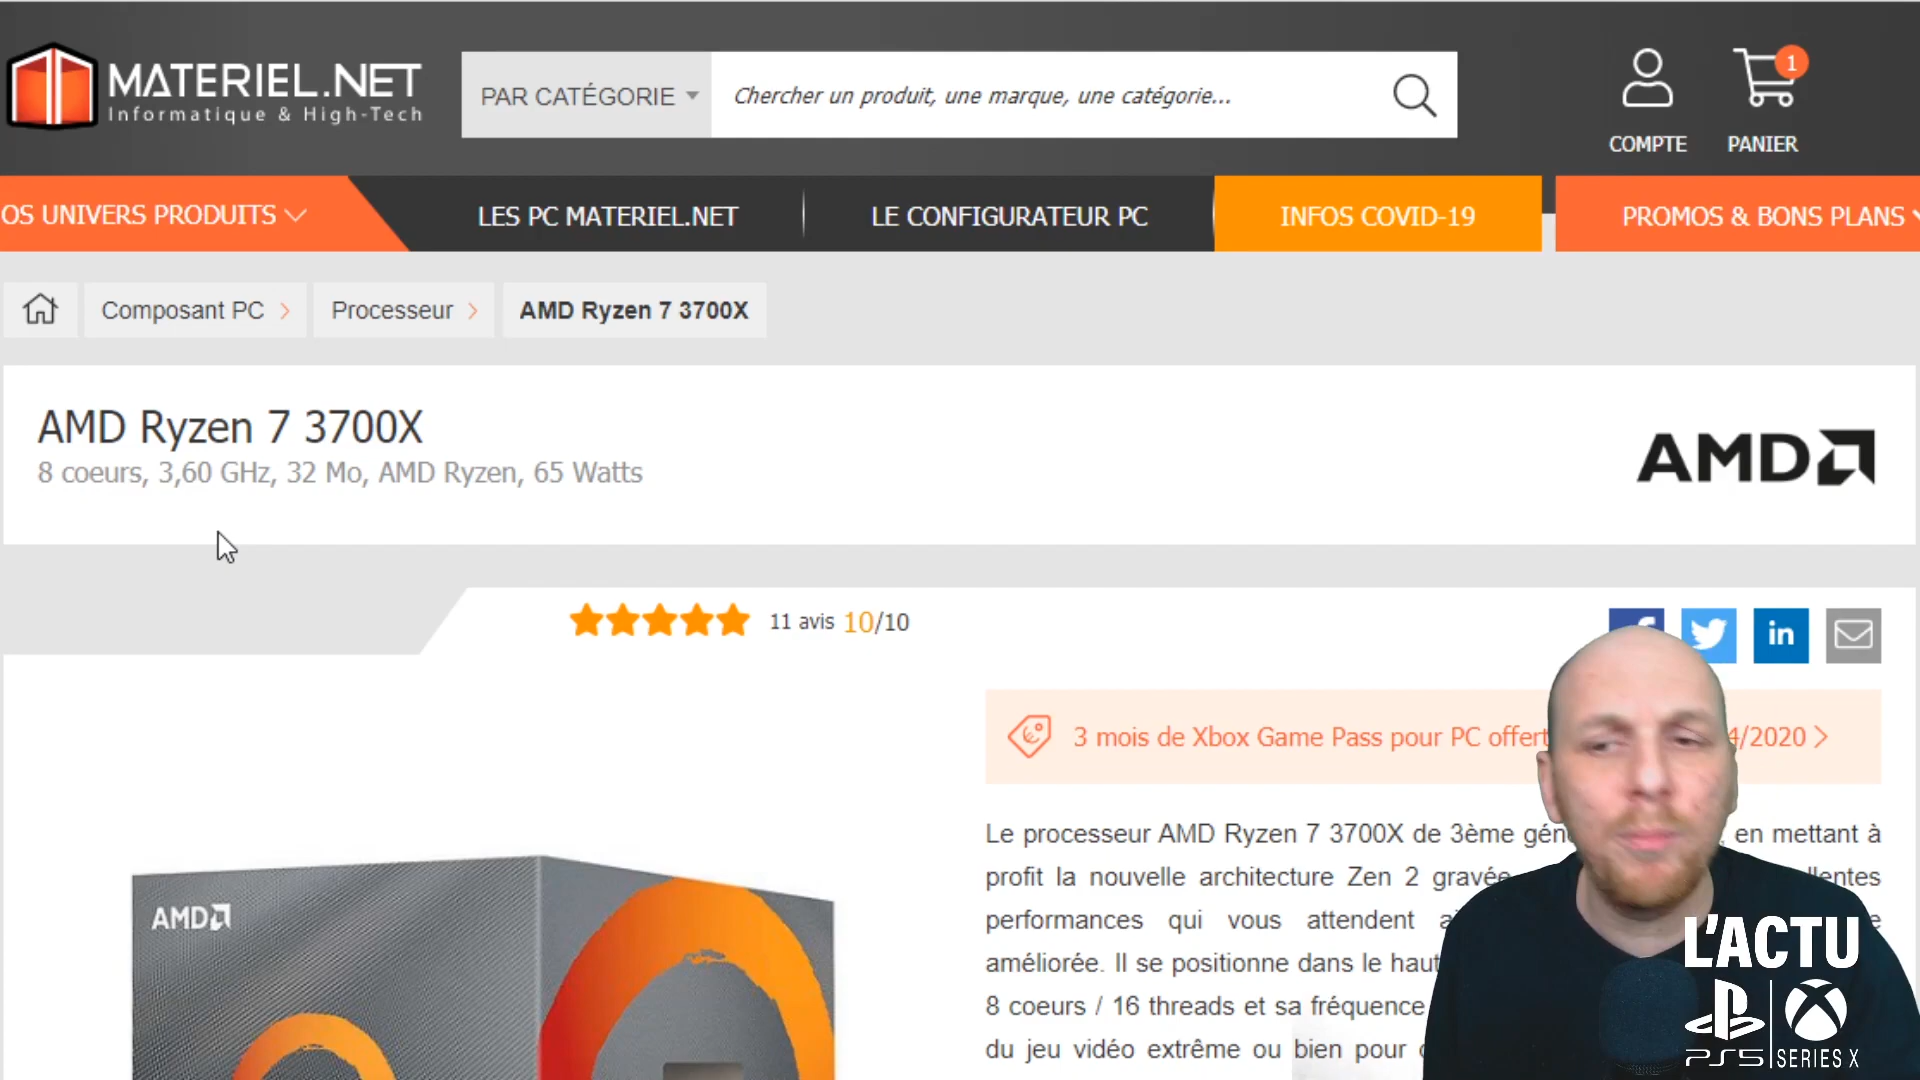 MATERIEL.NET
Informatique & High-Tech
PAR CATÉGORIE
Chercher un produit, une marque, une catégorie...
1
COMPTE
PANIER
OS UNIVERS PRODUITS
LES PC MATERIEL.NET
LE CONFIGURATEUR PC
INFOS COVID-19
PROMOS & BONS PLANS
Composant PC
Processeur
AMD Ryzen 7 3700X
AMD Ryzen 7 3700X
8 coeurs, 3,60 GHz, 32 Mo, AMD Ryzen, 65 Watts
AMD
11 avis 10/10
in
3 mois de Xbox Game Pass pour PC offert 4/2020
Le processeur AMD Ryzen 7 3700X de 3ème gén , en mettant à
profit la nouvelle architecture Zen 2 gravée llentes
performances qui vous attendent
améliorée. Il se positionne dans le haut
8 coeurs / 16 threads et sa fréquence
du jeu vidéo extrême ou bien pour
AMD
L'ACTU
PS5 SERIES X